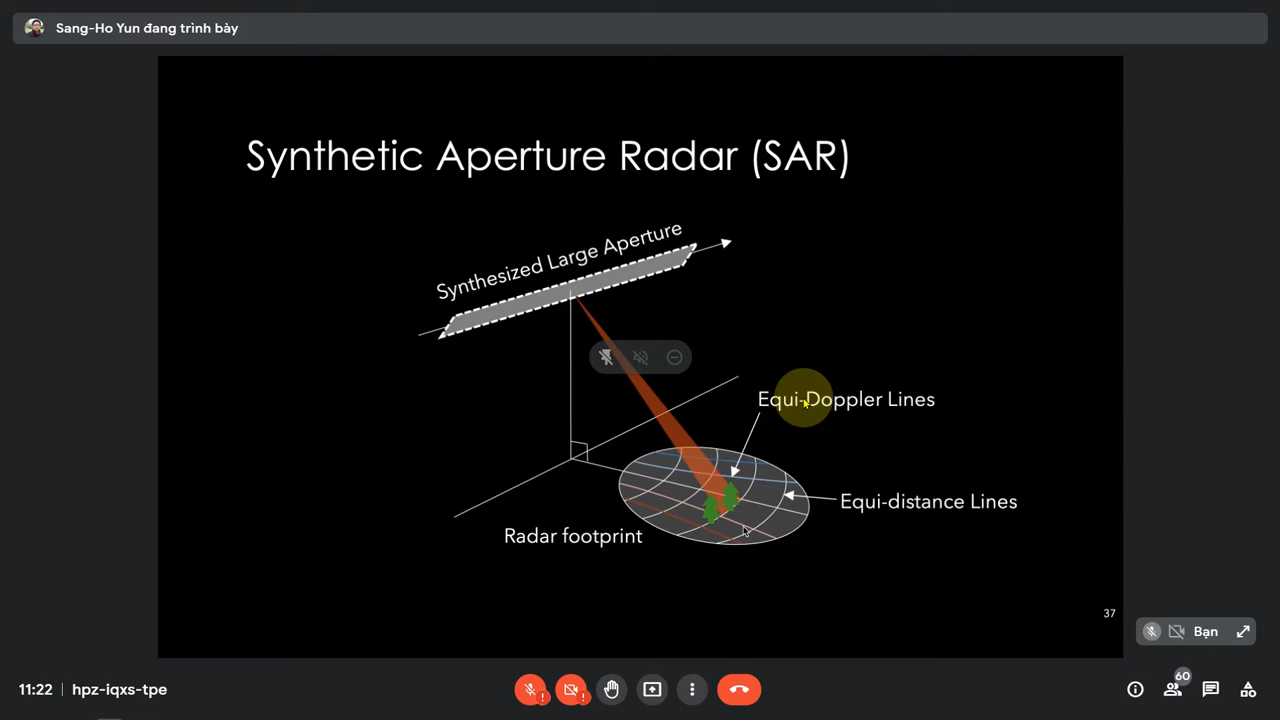 Sang-Ho Yun đang trình bày
Synthetic Aperture Radar (SAR)
Synthesized Large Aperture
Equi-Doppler Lines
Equi-distance Lines
Radar footprint
37
Bạn
11:22 | hpz-iqxs-tpe
60